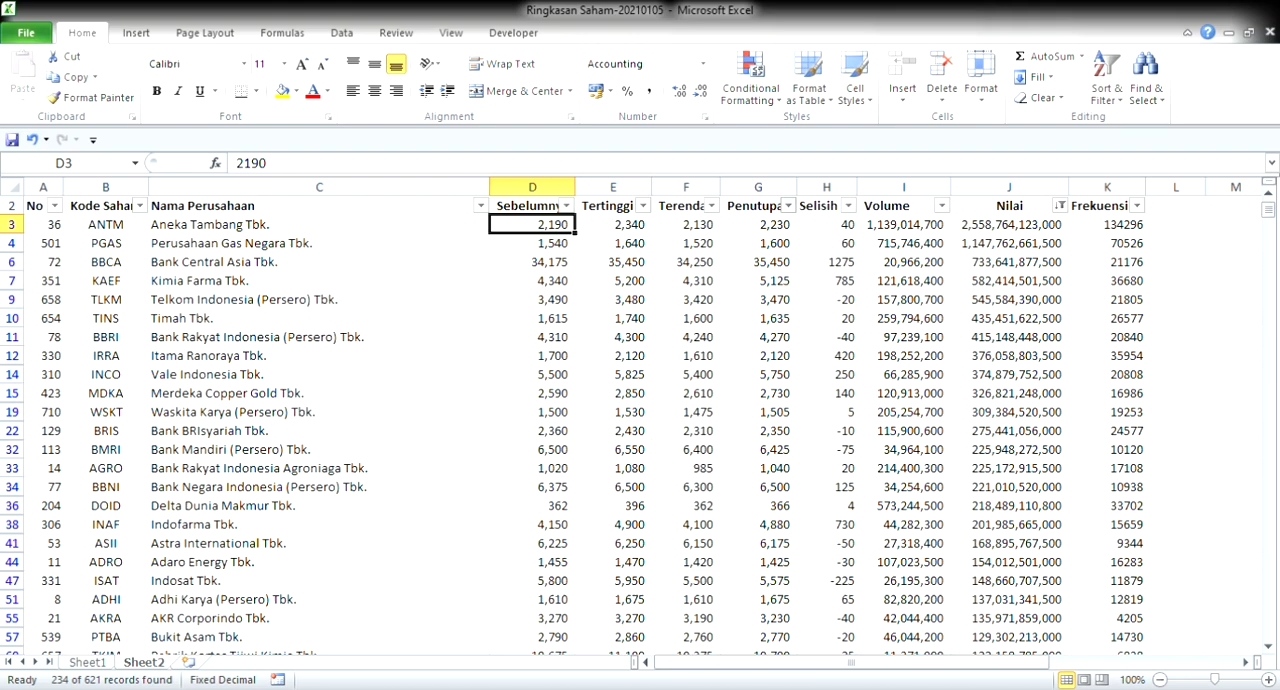 Ringkasan Saham-20210105 - Microsoft Excel
File Home Insert Page Layout Formulas Data Review View Developer
Cut
Copy
Format Painter
Paste
Clipboard
Calibri 11
B I U
Font
Wrap Text
Merge & Center
Alignment
Accounting
Number
Conditional Formatting
Format as Table
Cell Styles
Styles
Insert Delete Format
Cells
AutoSum
Fill
Clear
Sort & Filter
Find & Select
Editing
D3 fx 2190
A B C D E F G H I J K L M
2 No Kode Saha Nama Perusahaan Sebelumny Tertinggi Terenda Penutupa Selisih Volume Nilai Frekuensi
3 36 ANTM Aneka Tambang Tbk. 2,190 2,340 2,130 2,230 40 1,139,014,700 2,558,764,123,000 134296
4 501 PGAS Perusahaan Gas Negara Tbk. 1,540 1,640 1,520 1,600 60 715,746,400 1,147,762,661,500 70526
6 72 BBCA Bank Central Asia Tbk. 34,175 35,450 34,250 35,450 1275 20,966,200 733,641,877,500 21176
7 351 KAEF Kimia Farma Tbk. 4,340 5,200 4,310 5,125 785 121,618,400 582,414,501,500 36680
9 658 TLKM Telkom Indonesia (Persero) Tbk. 3,490 3,480 3,420 3,470 -20 157,800,700 545,584,390,000 21805
10 654 TINS Timah Tbk. 1,615 1,740 1,600 1,635 20 259,794,600 435,451,622,500 26577
11 78 BBRI Bank Rakyat Indonesia (Persero) Tbk. 4,310 4,300 4,240 4,270 -40 97,239,100 415,148,448,000 20840
12 330 IRRA Itama Ranoraya Tbk. 1,700 2,120 1,610 2,120 420 198,252,200 376,058,803,500 35954
14 310 INCO Vale Indonesia Tbk. 5,500 5,825 5,400 5,750 250 66,285,900 374,879,752,500 20808
15 423 MDKA Merdeka Copper Gold Tbk. 2,590 2,850 2,610 2,730 140 120,913,000 326,821,248,000 16986
19 710 WSKT Waskita Karya (Persero) Tbk. 1,500 1,530 1,475 1,505 5 205,254,700 309,384,520,500 19253
22 129 BRIS Bank BRIsyariah Tbk. 2,360 2,430 2,310 2,350 -10 115,900,600 275,441,056,000 24577
32 113 BMRI Bank Mandiri (Persero) Tbk. 6,500 6,550 6,400 6,425 -75 34,964,100 225,948,272,500 10120
33 14 AGRO Bank Rakyat Indonesia Agroniaga Tbk. 1,020 1,080 985 1,040 20 214,400,300 225,172,915,500 17108
34 77 BBNI Bank Negara Indonesia (Persero) Tbk. 6,375 6,500 6,300 6,500 125 34,254,600 221,010,520,000 10938
36 204 DOID Delta Dunia Makmur Tbk. 362 396 362 366 4 573,244,500 218,489,110,800 33702
38 306 INAF Indofarma Tbk. 4,150 4,900 4,100 4,880 730 44,282,300 201,985,665,000 15659
41 53 ASII Astra International Tbk. 6,225 6,250 6,150 6,175 -50 27,318,400 168,895,767,500 9344
44 11 ADRO Adaro Energy Tbk. 1,455 1,470 1,420 1,425 -30 107,023,500 154,012,501,000 16283
47 331 ISAT Indosat Tbk. 5,800 5,950 5,500 5,575 -225 26,195,300 148,660,707,500 11879
51 8 ADHI Adhi Karya (Persero) Tbk. 1,610 1,675 1,610 1,675 65 82,820,200 137,031,341,500 12819
55 21 AKRA AKR Corporindo Tbk. 3,270 3,270 3,190 3,230 -40 42,044,400 135,971,859,000 4205
57 539 PTBA Bukit Asam Tbk. 2,790 2,860 2,760 2,770 -20 46,044,200 129,302,213,000 14730
Sheet1 Sheet2
Ready 234 of 621 records found Fixed Decimal 100%